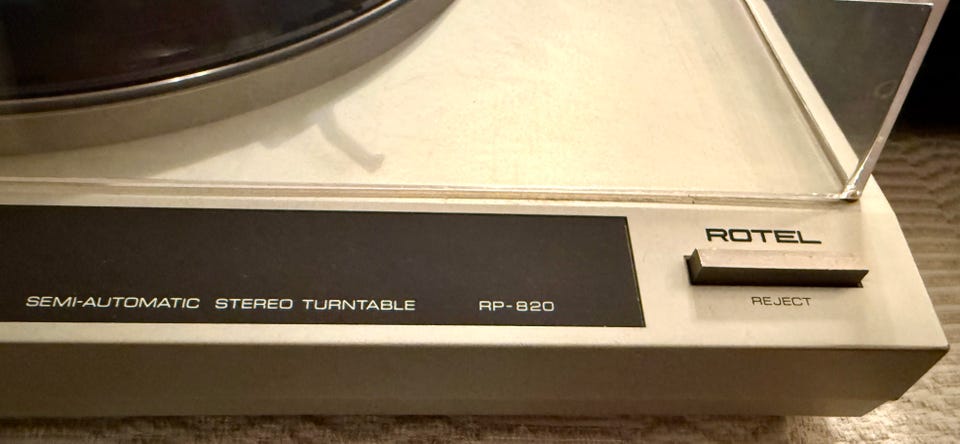 ROTEL
REJECT
SEMI-AUTOMATIC STEREO TURNTABLE RP-820